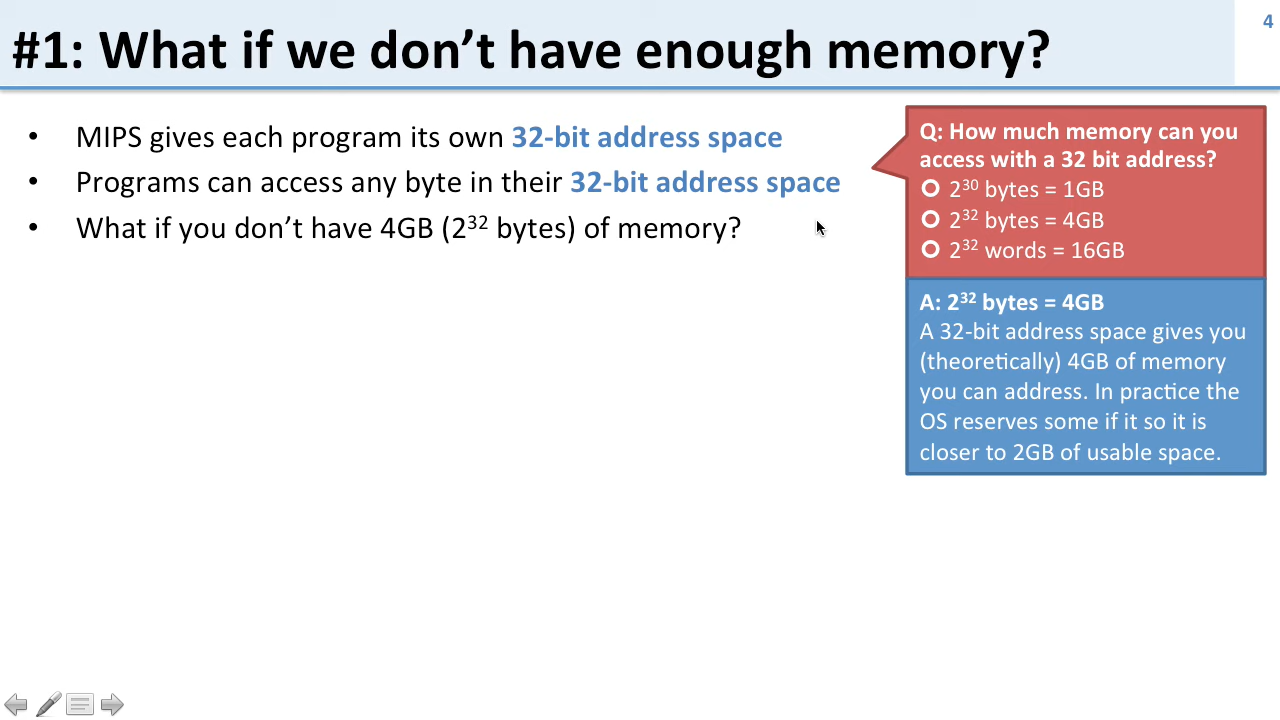 4
#1: What if we don’t have enough memory?
• MIPS gives each program its own 32-bit address space
• Programs can access any byte in their 32-bit address space
• What if you don’t have 4GB (2³² bytes) of memory?
Q: How much memory can you
access with a 32 bit address?
2³⁰ bytes = 1GB
2³² bytes = 4GB
2³² words = 16GB
A: 2³² bytes = 4GB
A 32-bit address space gives you
(theoretically) 4GB of memory
you can address. In practice the
OS reserves some if it so it is
closer to 2GB of usable space.